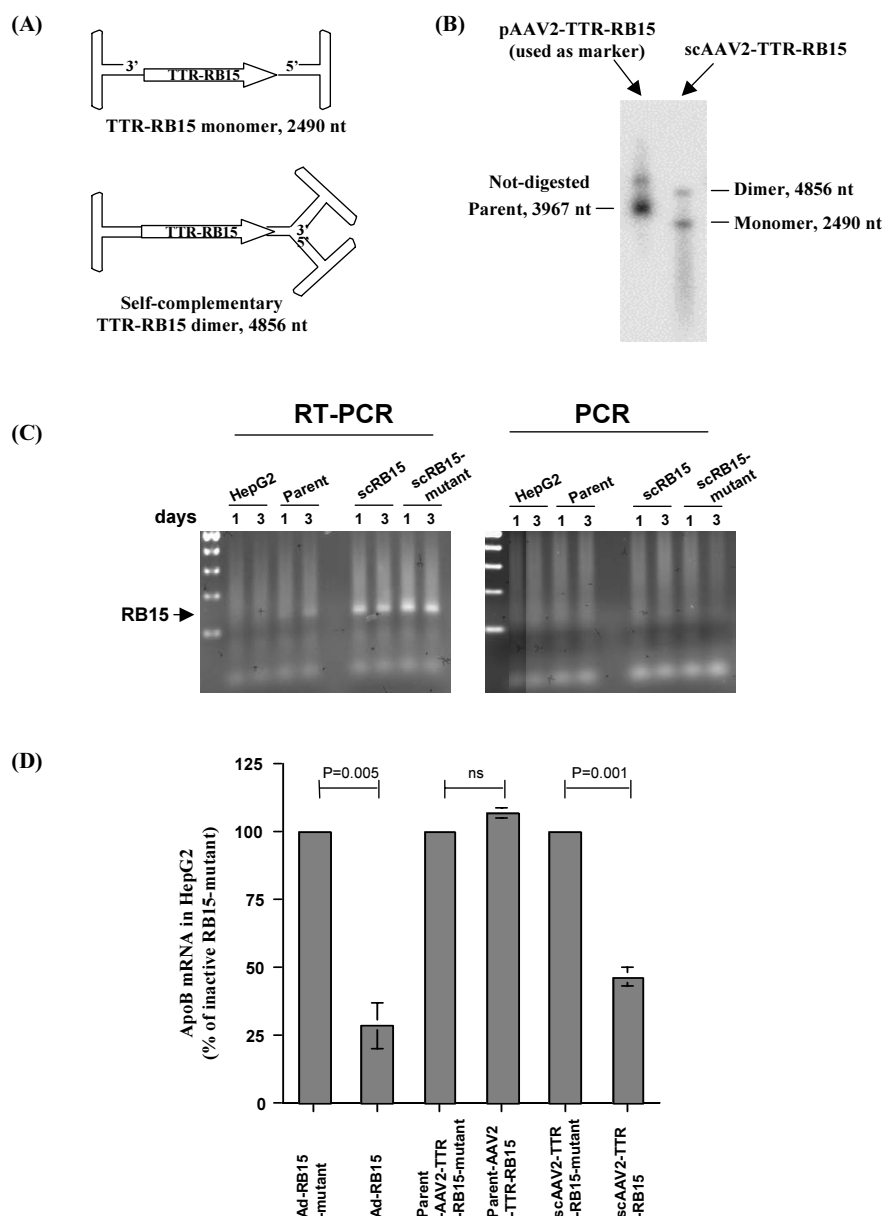 (A)
3'
5'
TTR-RB15
TTR-RB15 monomer, 2490 nt
TTR-RB15
3'
5'
Self-complementary
TTR-RB15 dimer, 4856 nt
(B)
pAAV2-TTR-RB15
(used as marker)
scAAV2-TTR-RB15
Not-digested
Parent, 3967 nt
Dimer, 4856 nt
Monomer, 2490 nt
(C)
RT-PCR
PCR
HepG2
Parent
scRB15
scRB15-
mutant
HepG2
Parent
scRB15
scRB15-
mutant
days
1 3 1 3 1 3 1 3
1 3 1 3 1 3 1 3
RB15
(D)
ApoB mRNA in HepG2
(% of inactive RB15-mutant)
125
100
75
50
25
0
P=0.005
ns
P=0.001
Ad-RB15
-mutant
Ad-RB15
Parent
-AAV2-TTR
-RB15-mutant
Parent-AAV2
-TTR-RB15
scAAV2-TTR
-RB15-mutant
scAAV2-TTR
-RB15